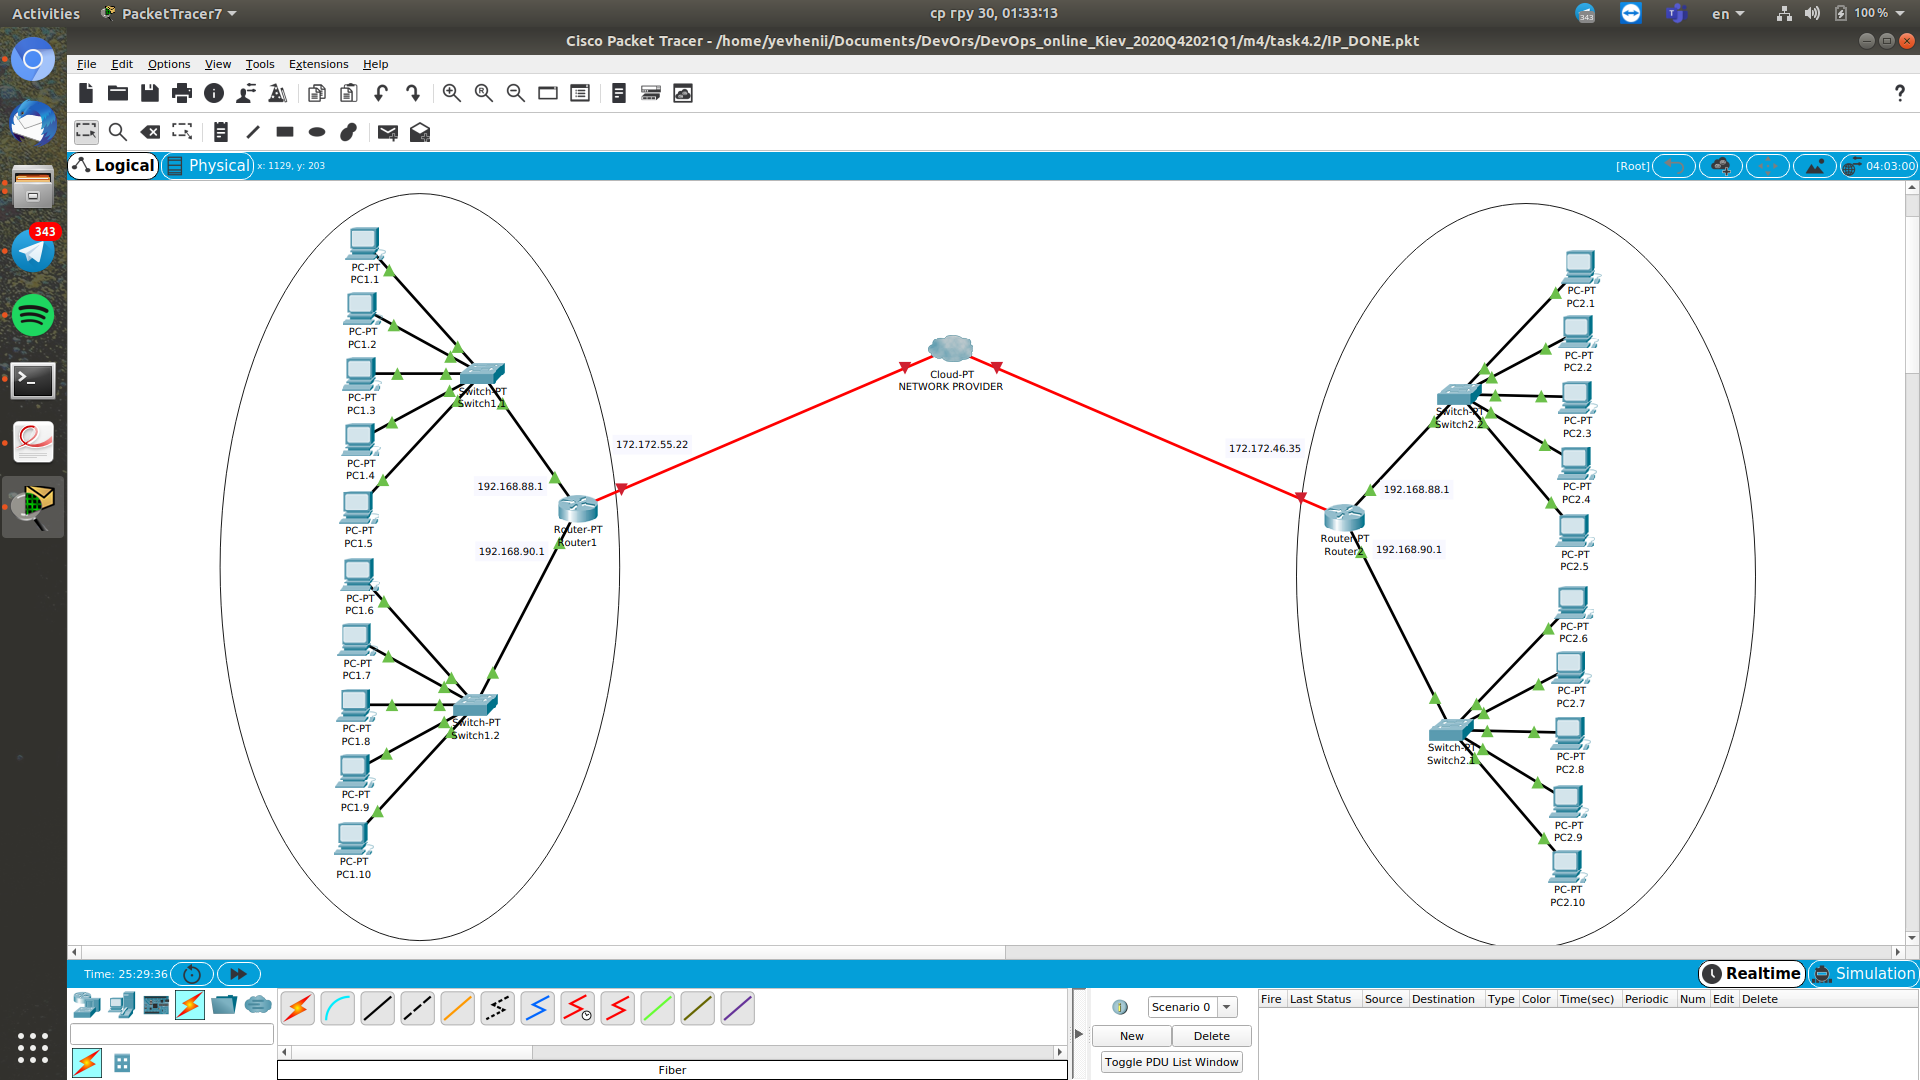 Activities
PacketTracer7
ср гру 30, 01:33:13
343
en
100 %
Cisco Packet Tracer - /home/yevhenii/Documents/DevOrs/DevOps_online_Kiev_2020Q42021Q1/m4/task4.2/IP_DONE.pkt
File Edit Options View Tools Extensions Help
?
Logical
Physical
x: 1129, y: 203
[Root]
04:03:00
343
PC-PT
PC1.1
PC-PT
PC1.2
PC-PT
PC1.3
PC-PT
PC1.4
PC-PT
PC1.5
PC-PT
PC1.6
PC-PT
PC1.7
PC-PT
PC1.8
PC-PT
PC1.9
PC-PT
PC1.10
Switch-PT
Switch1.1
192.168.88.1
172.172.55.22
Router-PT
Router1
192.168.90.1
Switch-PT
Switch1.2
Cloud-PT
NETWORK PROVIDER
172.172.46.35
Router-PT
Router2
192.168.88.1
192.168.90.1
Switch-PT
Switch2.2
Switch-PT
Switch2.1
PC-PT
PC2.1
PC-PT
PC2.2
PC-PT
PC2.3
PC-PT
PC2.4
PC-PT
PC2.5
PC-PT
PC2.6
PC-PT
PC2.7
PC-PT
PC2.8
PC-PT
PC2.9
PC-PT
PC2.10
Time: 25:29:36
Realtime
Simulation
Scenario 0
New
Delete
Toggle PDU List Window
Fire Last Status Source Destination Type Color Time(sec) Periodic Num Edit Delete
Fiber